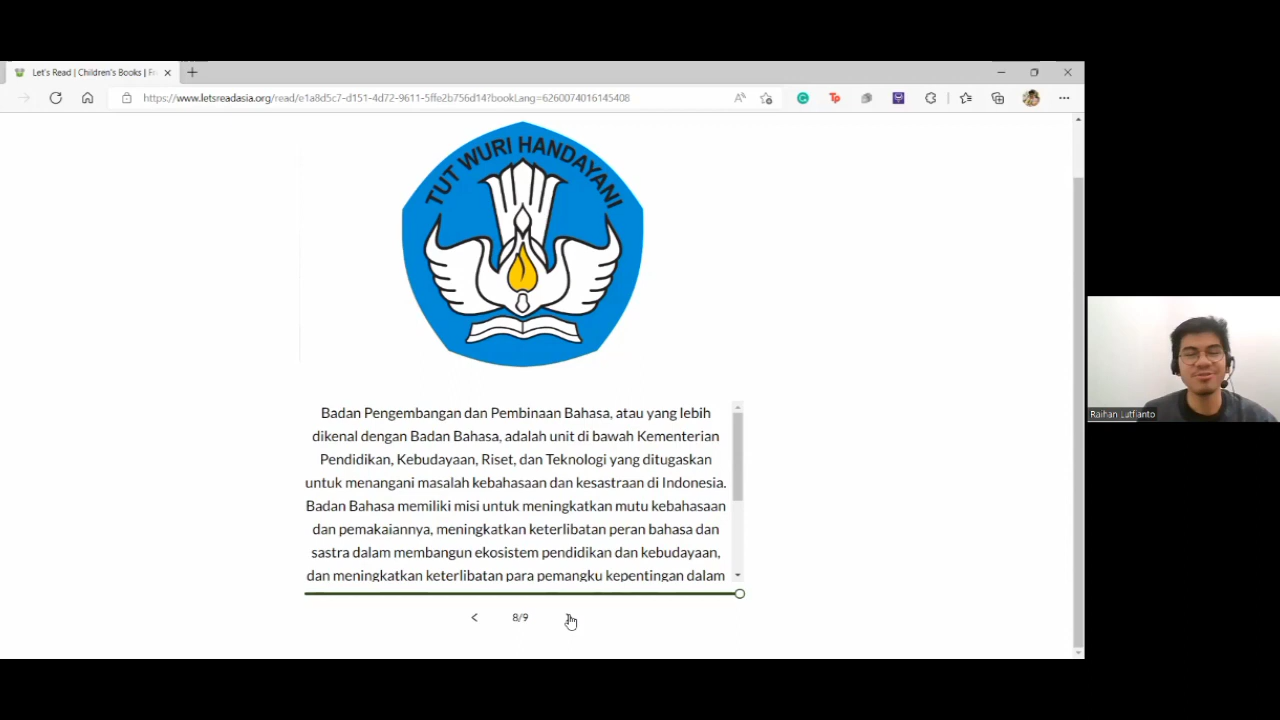 Let's Read | Children's Books | Fr
https://www.letsreadasia.org/read/e1a8d5c7-d151-4d72-9611-5ffe2b756d14?bookLang=6260074016145408
TUT WURI HANDAYANI
Badan Pengembangan dan Pembinaan Bahasa, atau yang lebih
dikenal dengan Badan Bahasa, adalah unit di bawah Kementerian
Pendidikan, Kebudayaan, Riset, dan Teknologi yang ditugaskan
untuk menangani masalah kebahasaan dan kesastraan di Indonesia.
Badan Bahasa memiliki misi untuk meningkatkan mutu kebahasaan
dan pemakaiannya, meningkatkan keterlibatan peran bahasa dan
sastra dalam membangun ekosistem pendidikan dan kebudayaan,
dan meningkatkan keterlibatan para pemangku kepentingan dalam
8/9
Raihan Lutfianto